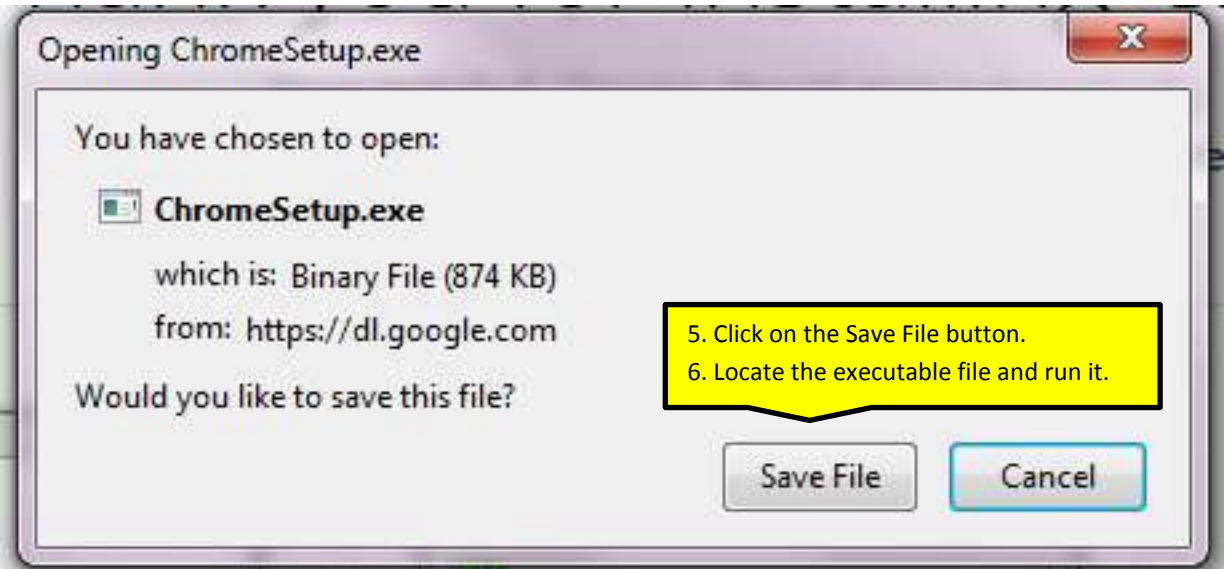 Opening ChromeSetup.exe
You have chosen to open:
ChromeSetup.exe
which is: Binary File (874 KB)
from: https://dl.google.com
5. Click on the Save File button.
6. Locate the executable file and run it.
Would you like to save this file?
Save File
Cancel